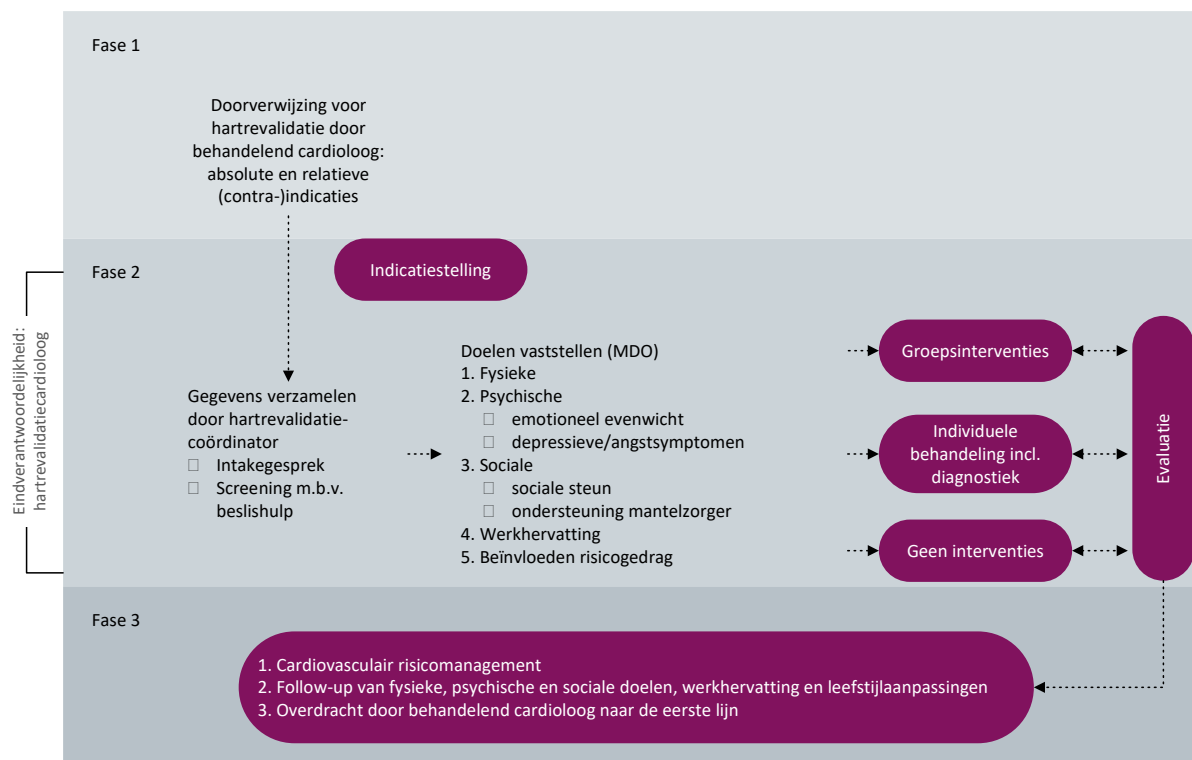 Fase 1
Doorverwijzing voor
hartrevalidatie door
behandelend cardioloog:
absolute en relatieve
(contra-)indicaties
Fase 2
Indicatiestelling
Eindverantwoordelijkheid:
hartrevalidatiecardioloog
Gegevens verzamelen
door hartrevalidatie-
coördinator
□ Intakegesprek
□ Screening m.b.v.
beslishulp
Doelen vaststellen (MDO)
1. Fysieke
2. Psychische
□ emotioneel evenwicht
□ depressieve/angstsymptomen
3. Sociale
□ sociale steun
□ ondersteuning mantelzorger
4. Werkhervatting
5. Beïnvloeden risicogedrag
Groepsinterventies
Individuele
behandeling incl.
diagnostiek
Geen interventies
Evaluatie
Fase 3
1. Cardiovasculair risicomanagement
2. Follow-up van fysieke, psychische en sociale doelen, werkhervatting en leefstijlaanpassingen
3. Overdracht door behandelend cardioloog naar de eerste lijn